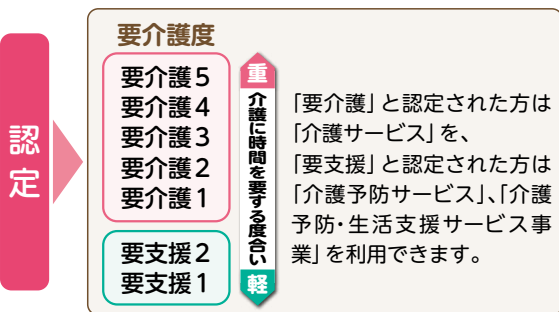 認定
要介護度
要介護5
要介護4
要介護3
要介護2
要介護1
要支援2
要支援1
重
介護に時間を要する度合い
軽
「要介護」と認定された方は
「介護サービス」を、
「要支援」と認定された方は
「介護予防サービス」、「介護
予防・生活支援サービス事
業」を利用できます。